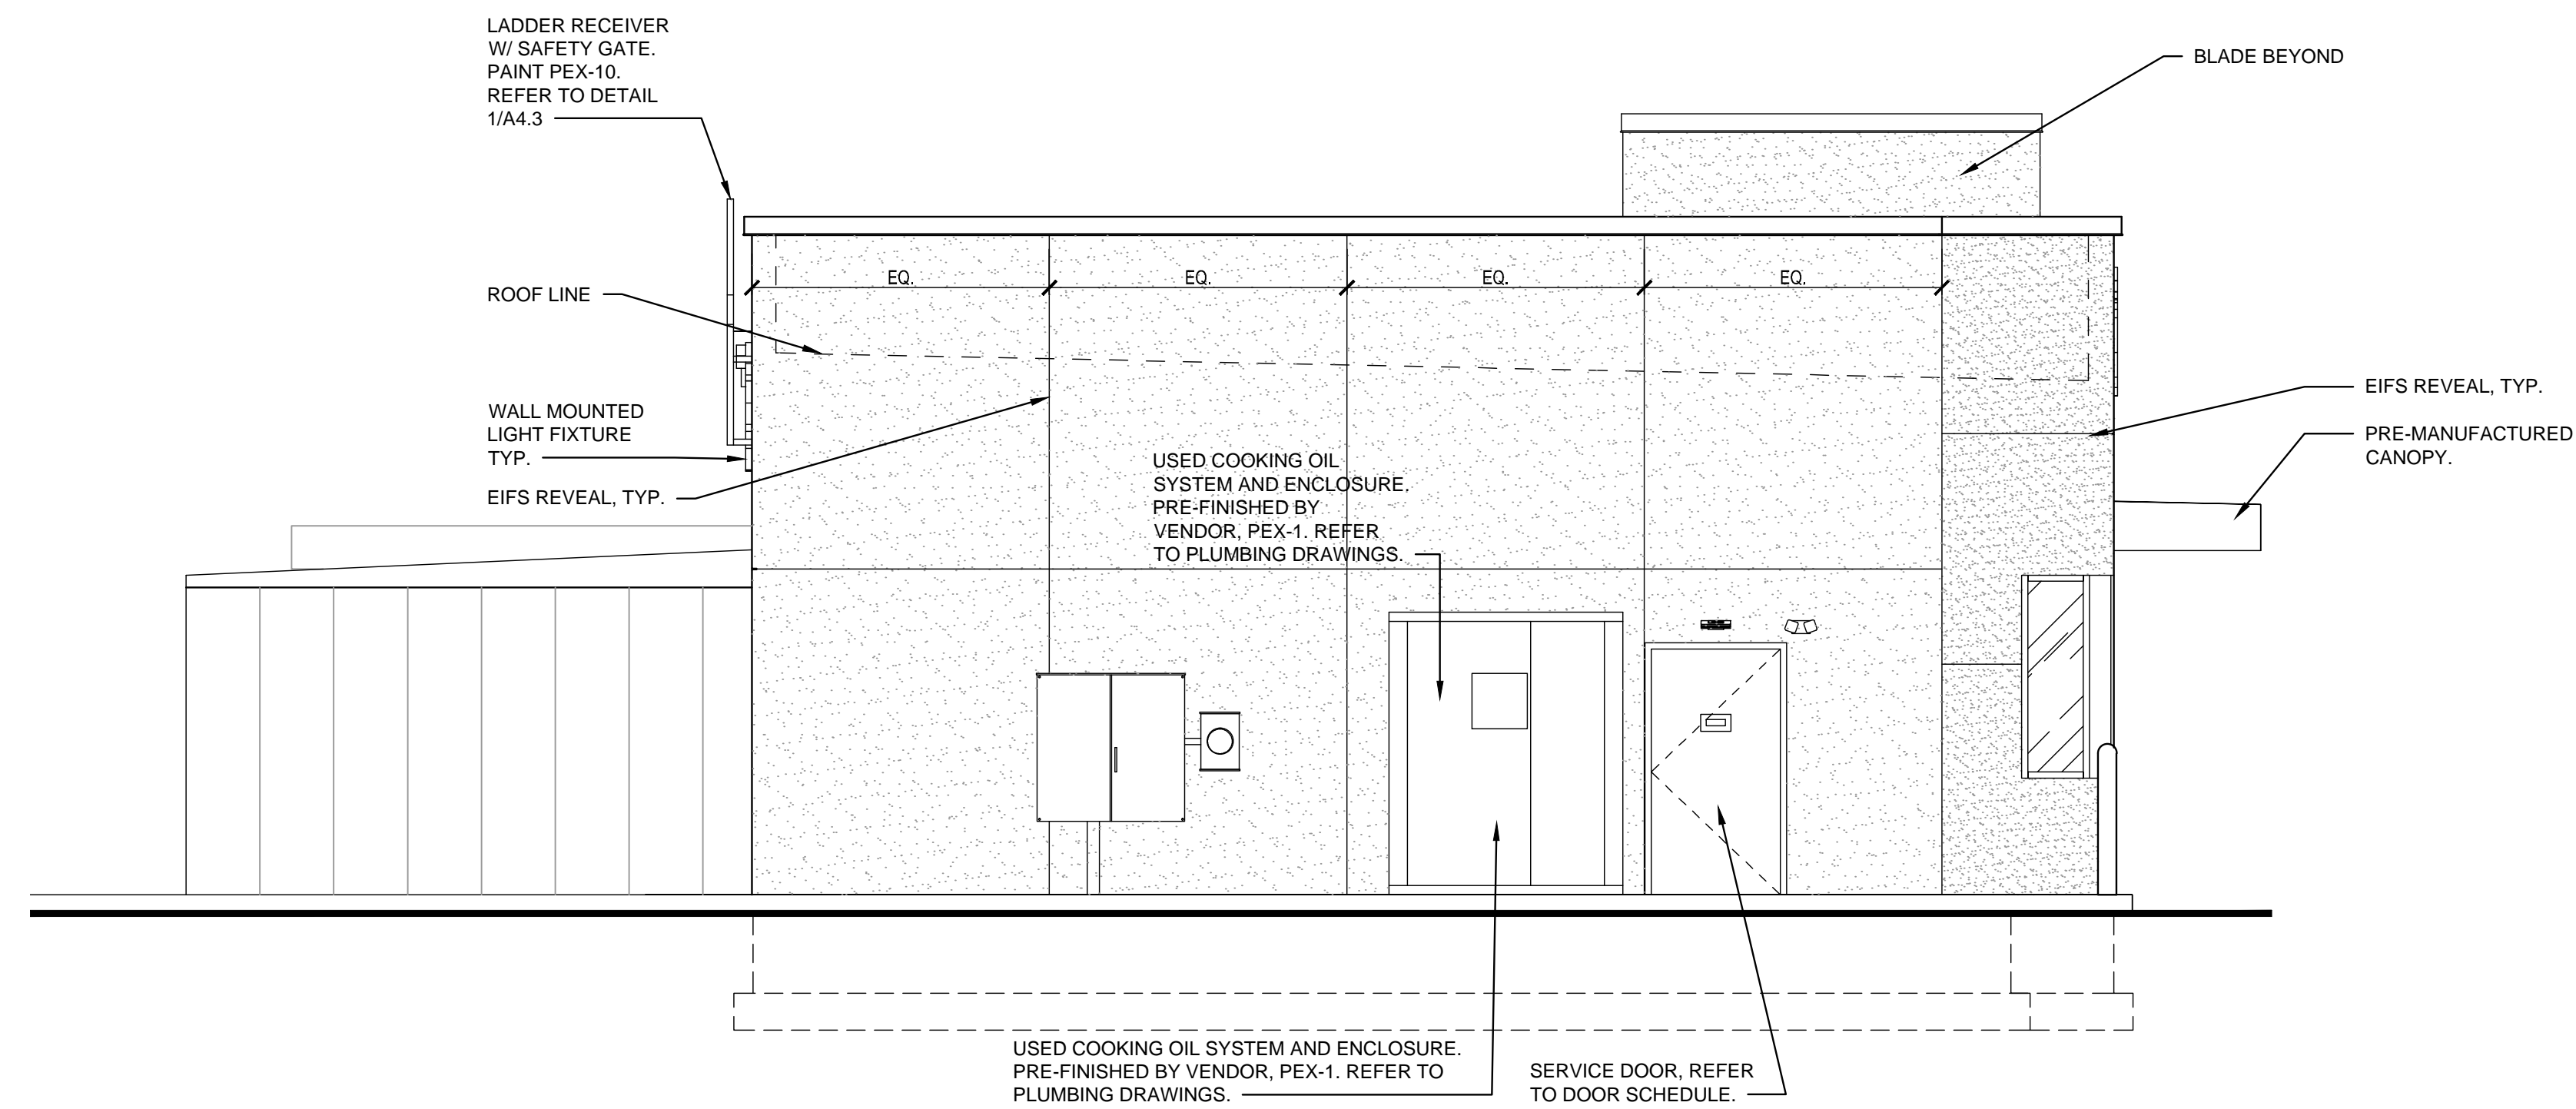 LADDER RECEIVER
W/ SAFETY GATE.
PAINT PEX-10.
REFER TO DETAIL
1/A4.3
BLADE BEYOND
EQ.
EQ.
EQ.
EQ.
ROOF LINE
WALL MOUNTED
LIGHT FIXTURE
TYP.
EIFS REVEAL, TYP.
EIFS REVEAL, TYP.
PRE-MANUFACTURED
CANOPY.
USED COOKING OIL
SYSTEM AND ENCLOSURE.
PRE-FINISHED BY
VENDOR, PEX-1. REFER
TO PLUMBING DRAWINGS.
USED COOKING OIL SYSTEM AND ENCLOSURE.
PRE-FINISHED BY VENDOR, PEX-1. REFER TO
PLUMBING DRAWINGS.
SERVICE DOOR, REFER
TO DOOR SCHEDULE.